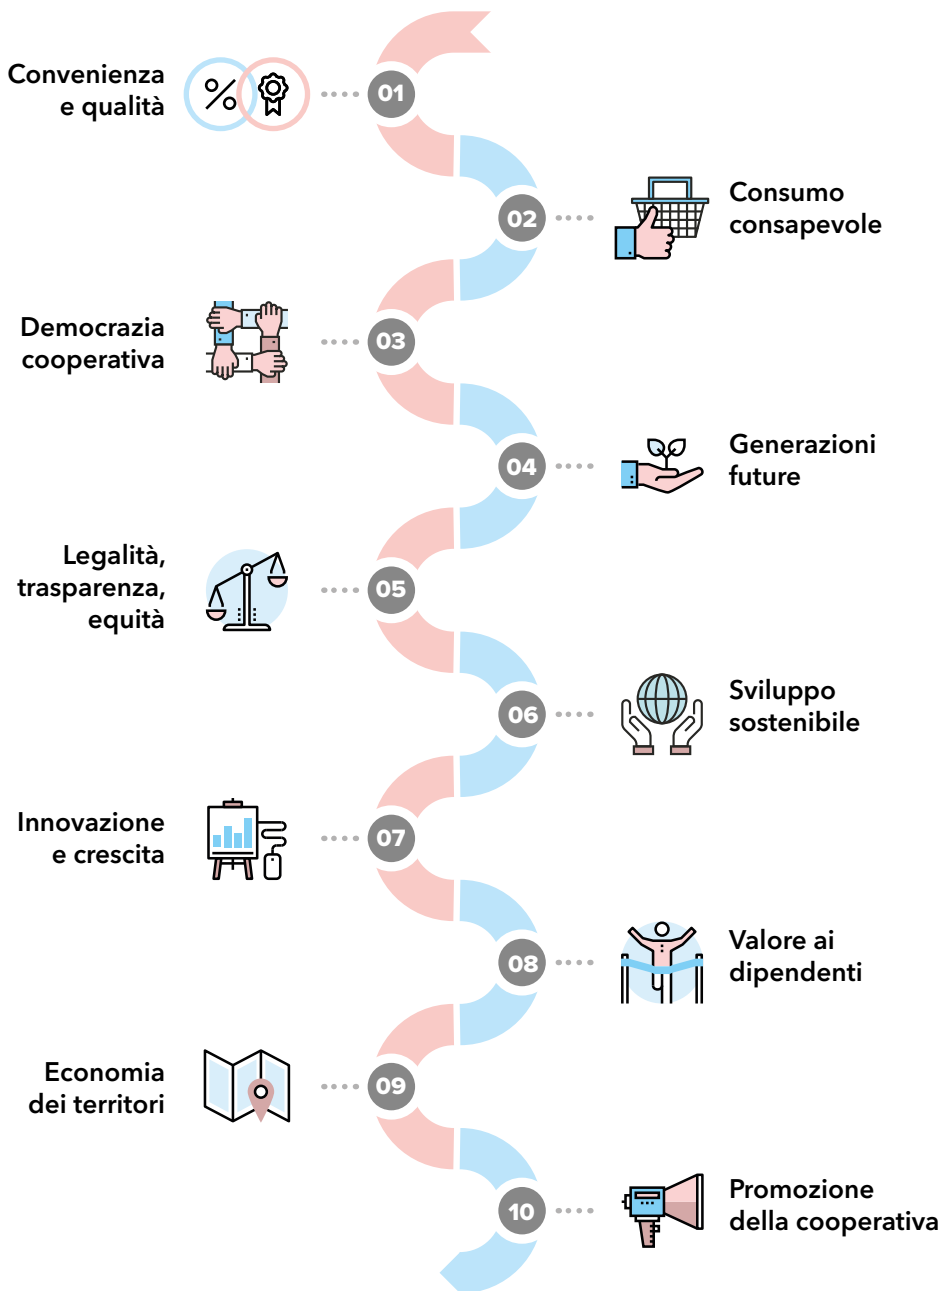 Convenienza
e qualità
%
01
02
Consumo
consapevole
Democrazia
cooperativa
03
04
Generazioni
future
Legalità,
trasparenza,
equità
05
06
Sviluppo
sostenibile
Innovazione
e crescita
07
08
Valore ai
dipendenti
Economia
dei territori
09
10
Promozione
della cooperativa